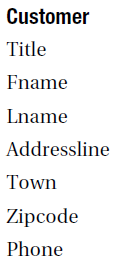 Customer
Title
Fname
Lname
Addressline
Town
Zipcode
Phone